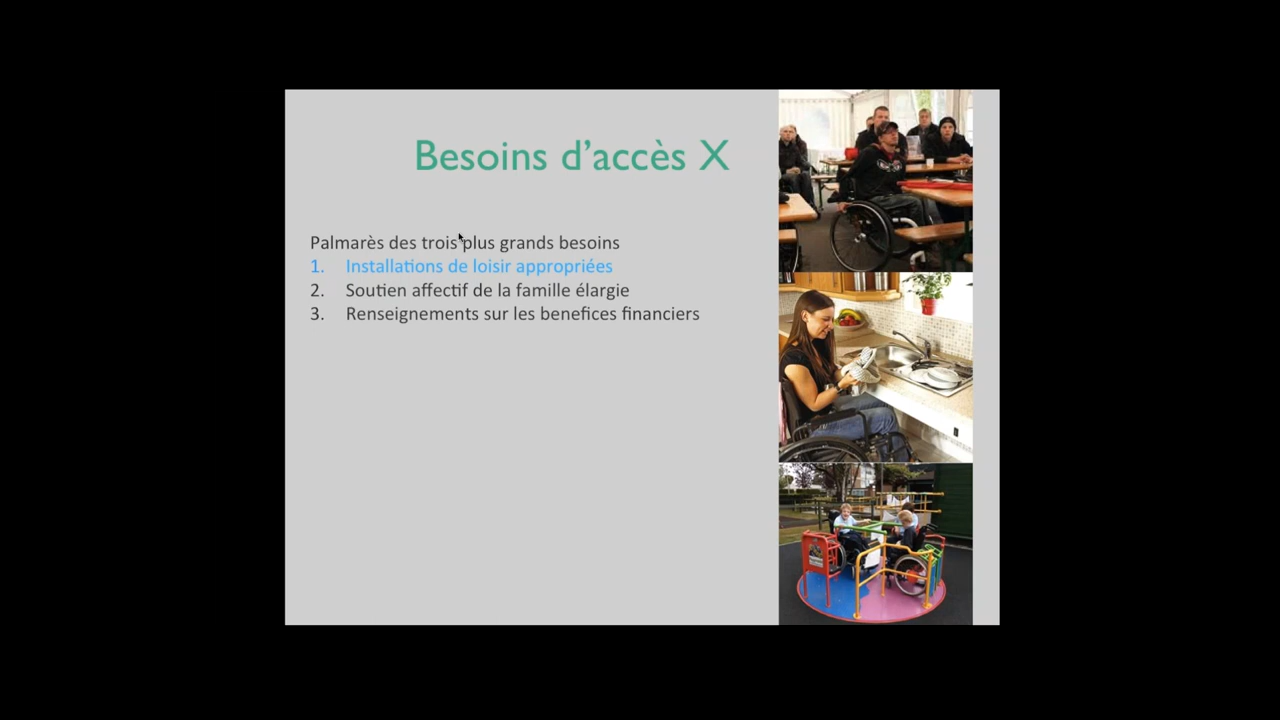 Besoins d’accès X
Palmarès des trois plus grands besoins
1. Installations de loisir appropriées
2. Soutien affectif de la famille élargie
3. Renseignements sur les benefices financiers